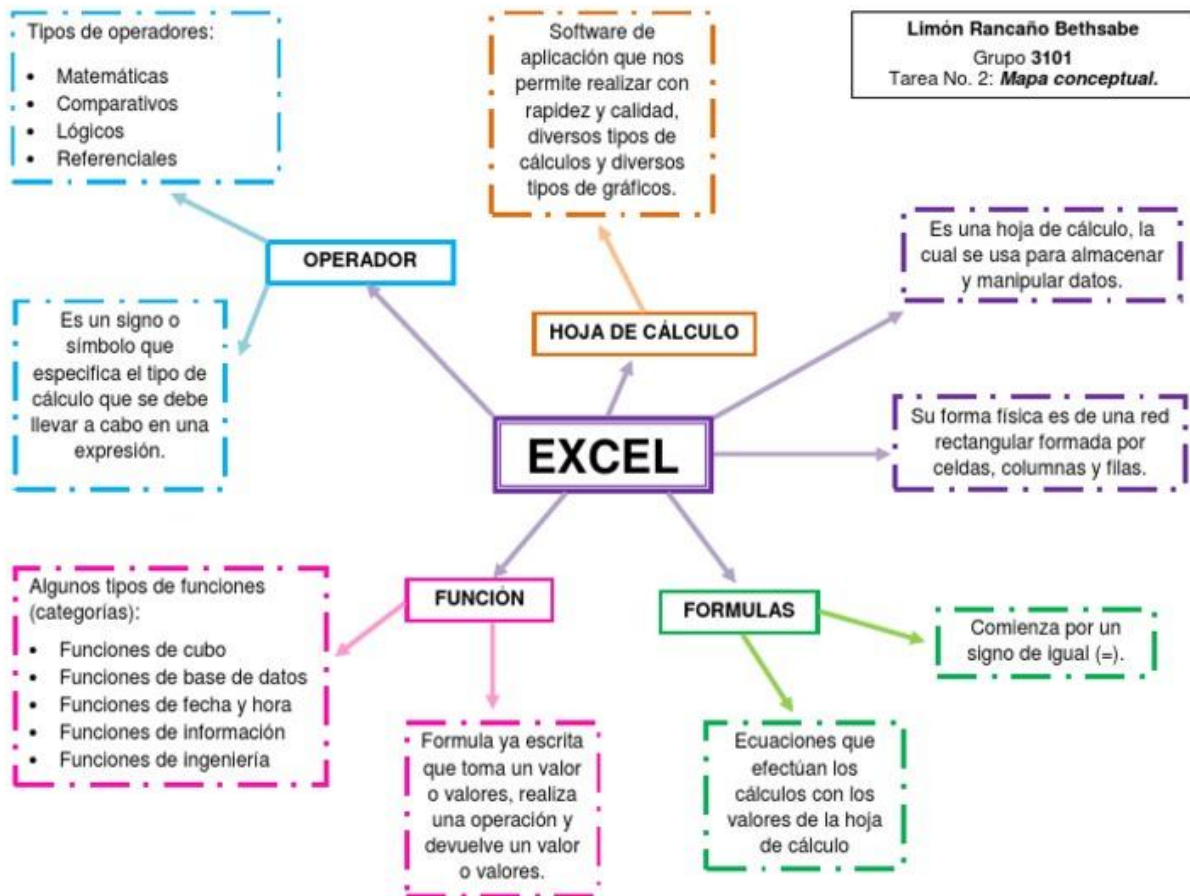 Tipos de operadores:
• Matemáticas
• Comparativos
• Lógicos
• Referenciales
Software de
aplicación que nos
permite realizar con
rapidez y calidad,
diversos tipos de
cálculos y diversos
tipos de gráficos.
Limón Rancaño Bethsabe
Grupo 3101
Tarea No. 2: Mapa conceptual.
OPERADOR
Es una hoja de cálculo, la
cual se usa para almacenar
y manipular datos.
Es un signo o
símbolo que
especifica el tipo de
cálculo que se debe
llevar a cabo en una
expresión.
HOJA DE CÁLCULO
EXCEL
Su forma física es de una red
rectangular formada por
celdas, columnas y filas.
Algunos tipos de funciones
(categorías):
• Funciones de cubo
• Funciones de base de datos
• Funciones de fecha y hora
• Funciones de información
• Funciones de ingeniería
FUNCIÓN
FORMULAS
Comienza por un
signo de igual (=).
Formula ya escrita
que toma un valor
o valores, realiza
una operación y
devuelve un valor
o valores.
Ecuaciones que
efectúan los
cálculos con los
valores de la hoja
de cálculo